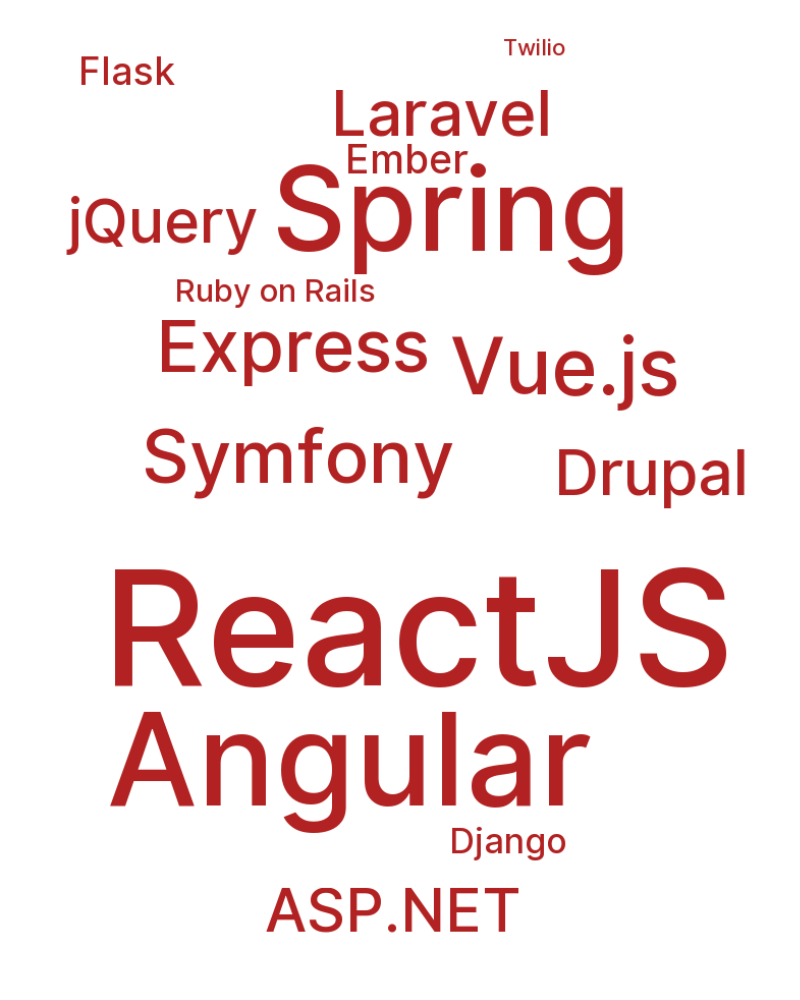 Twilio
Flask
Laravel
Ember
Spring
jQuery
Ruby on Rails
Express
Vue.js
Symfony
Drupal
ReactJS
Angular
Django
ASP.NET